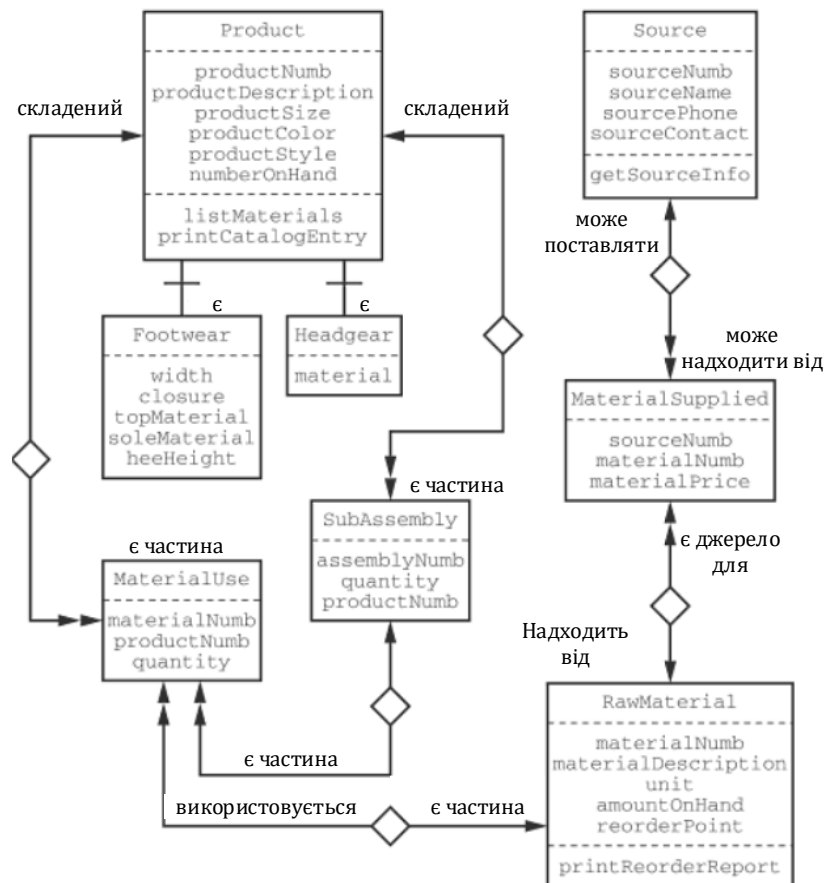 Product
productNumb
productDescription
productSize
productColor
productStyle
numberOnHand
listMaterials
printCatalogEntry
Source
sourceNumb
sourceName
sourcePhone
sourceContact
getSourceInfo
складений
складений
може
поставляти
є
є
Footwear
width
closure
topMaterial
soleMaterial
heeHeight
Headgear
material
може
надходити від
MaterialSupplied
sourceNumb
materialNumb
materialPrice
є частина
SubAssembly
assemblyNumb
quantity
productNumb
є частина
MaterialUse
materialNumb
productNumb
quantity
є джерело
для
Надходить
від
RawMaterial
materialNumb
materialDescription
unit
amountOnHand
reorderPoint
printReorderReport
є частина
використовується
є частина